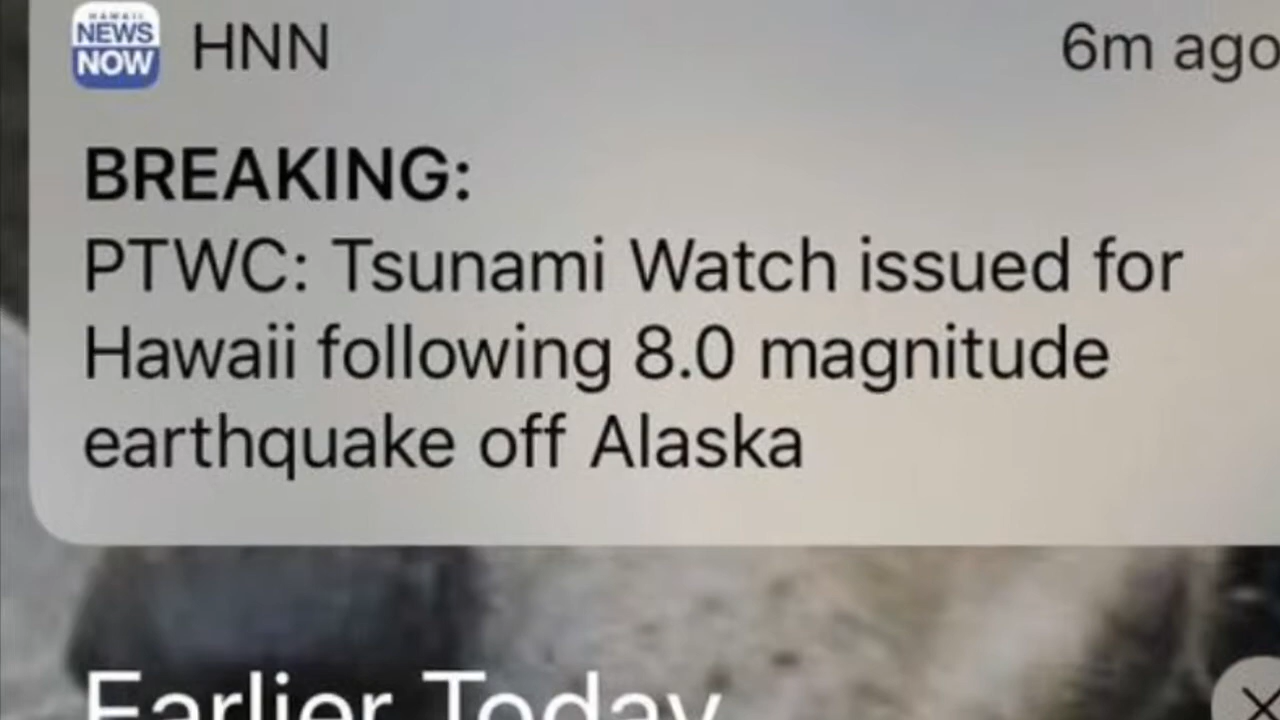 HAWAII
NEWS
NOW
HNN
6m ago
BREAKING:
PTWC: Tsunami Watch issued for
Hawaii following 8.0 magnitude
earthquake off Alaska
Earlier Today